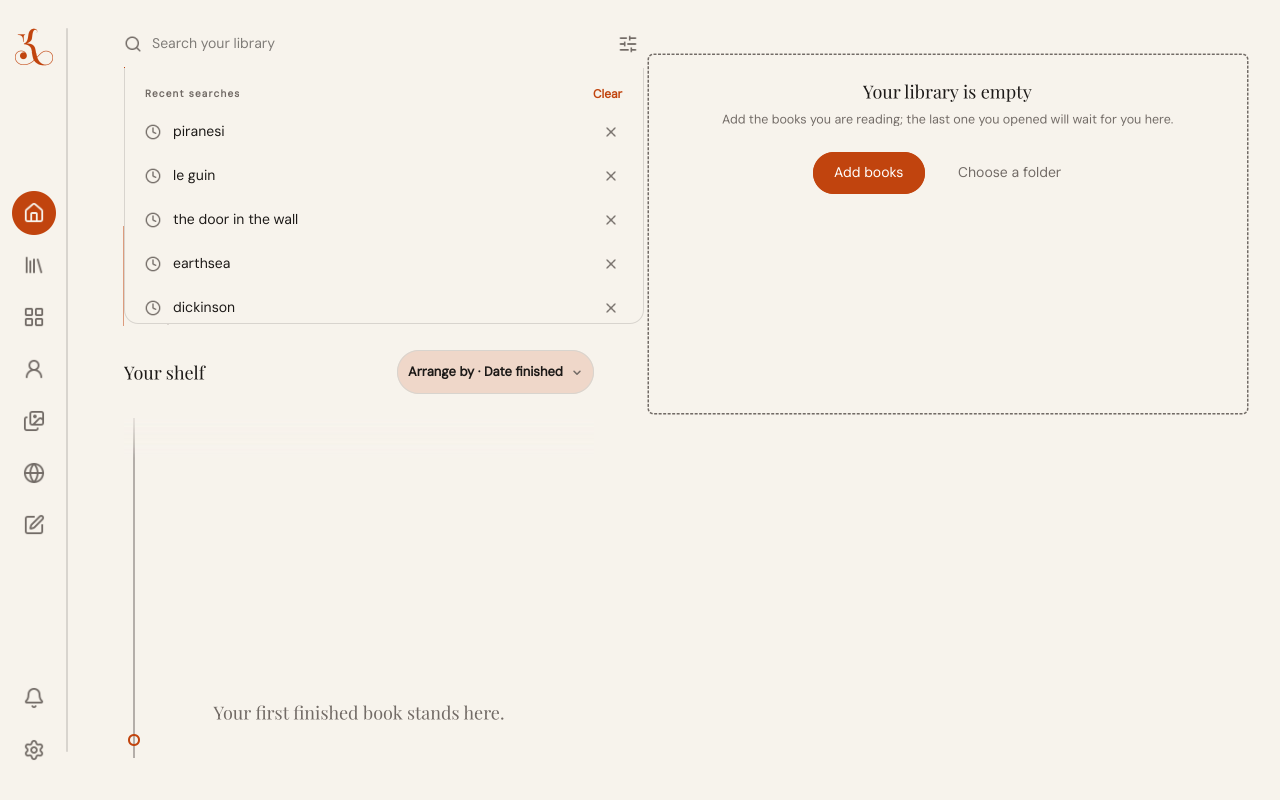 Search your library
Recent searches
Clear
piranesi
le guin
the door in the wall
earthsea
dickinson
Your library is empty
Add the books you are reading; the last one you opened will wait for you here.
Add books
Choose a folder
Your shelf
Arrange by · Date finished
Your first finished book stands here.